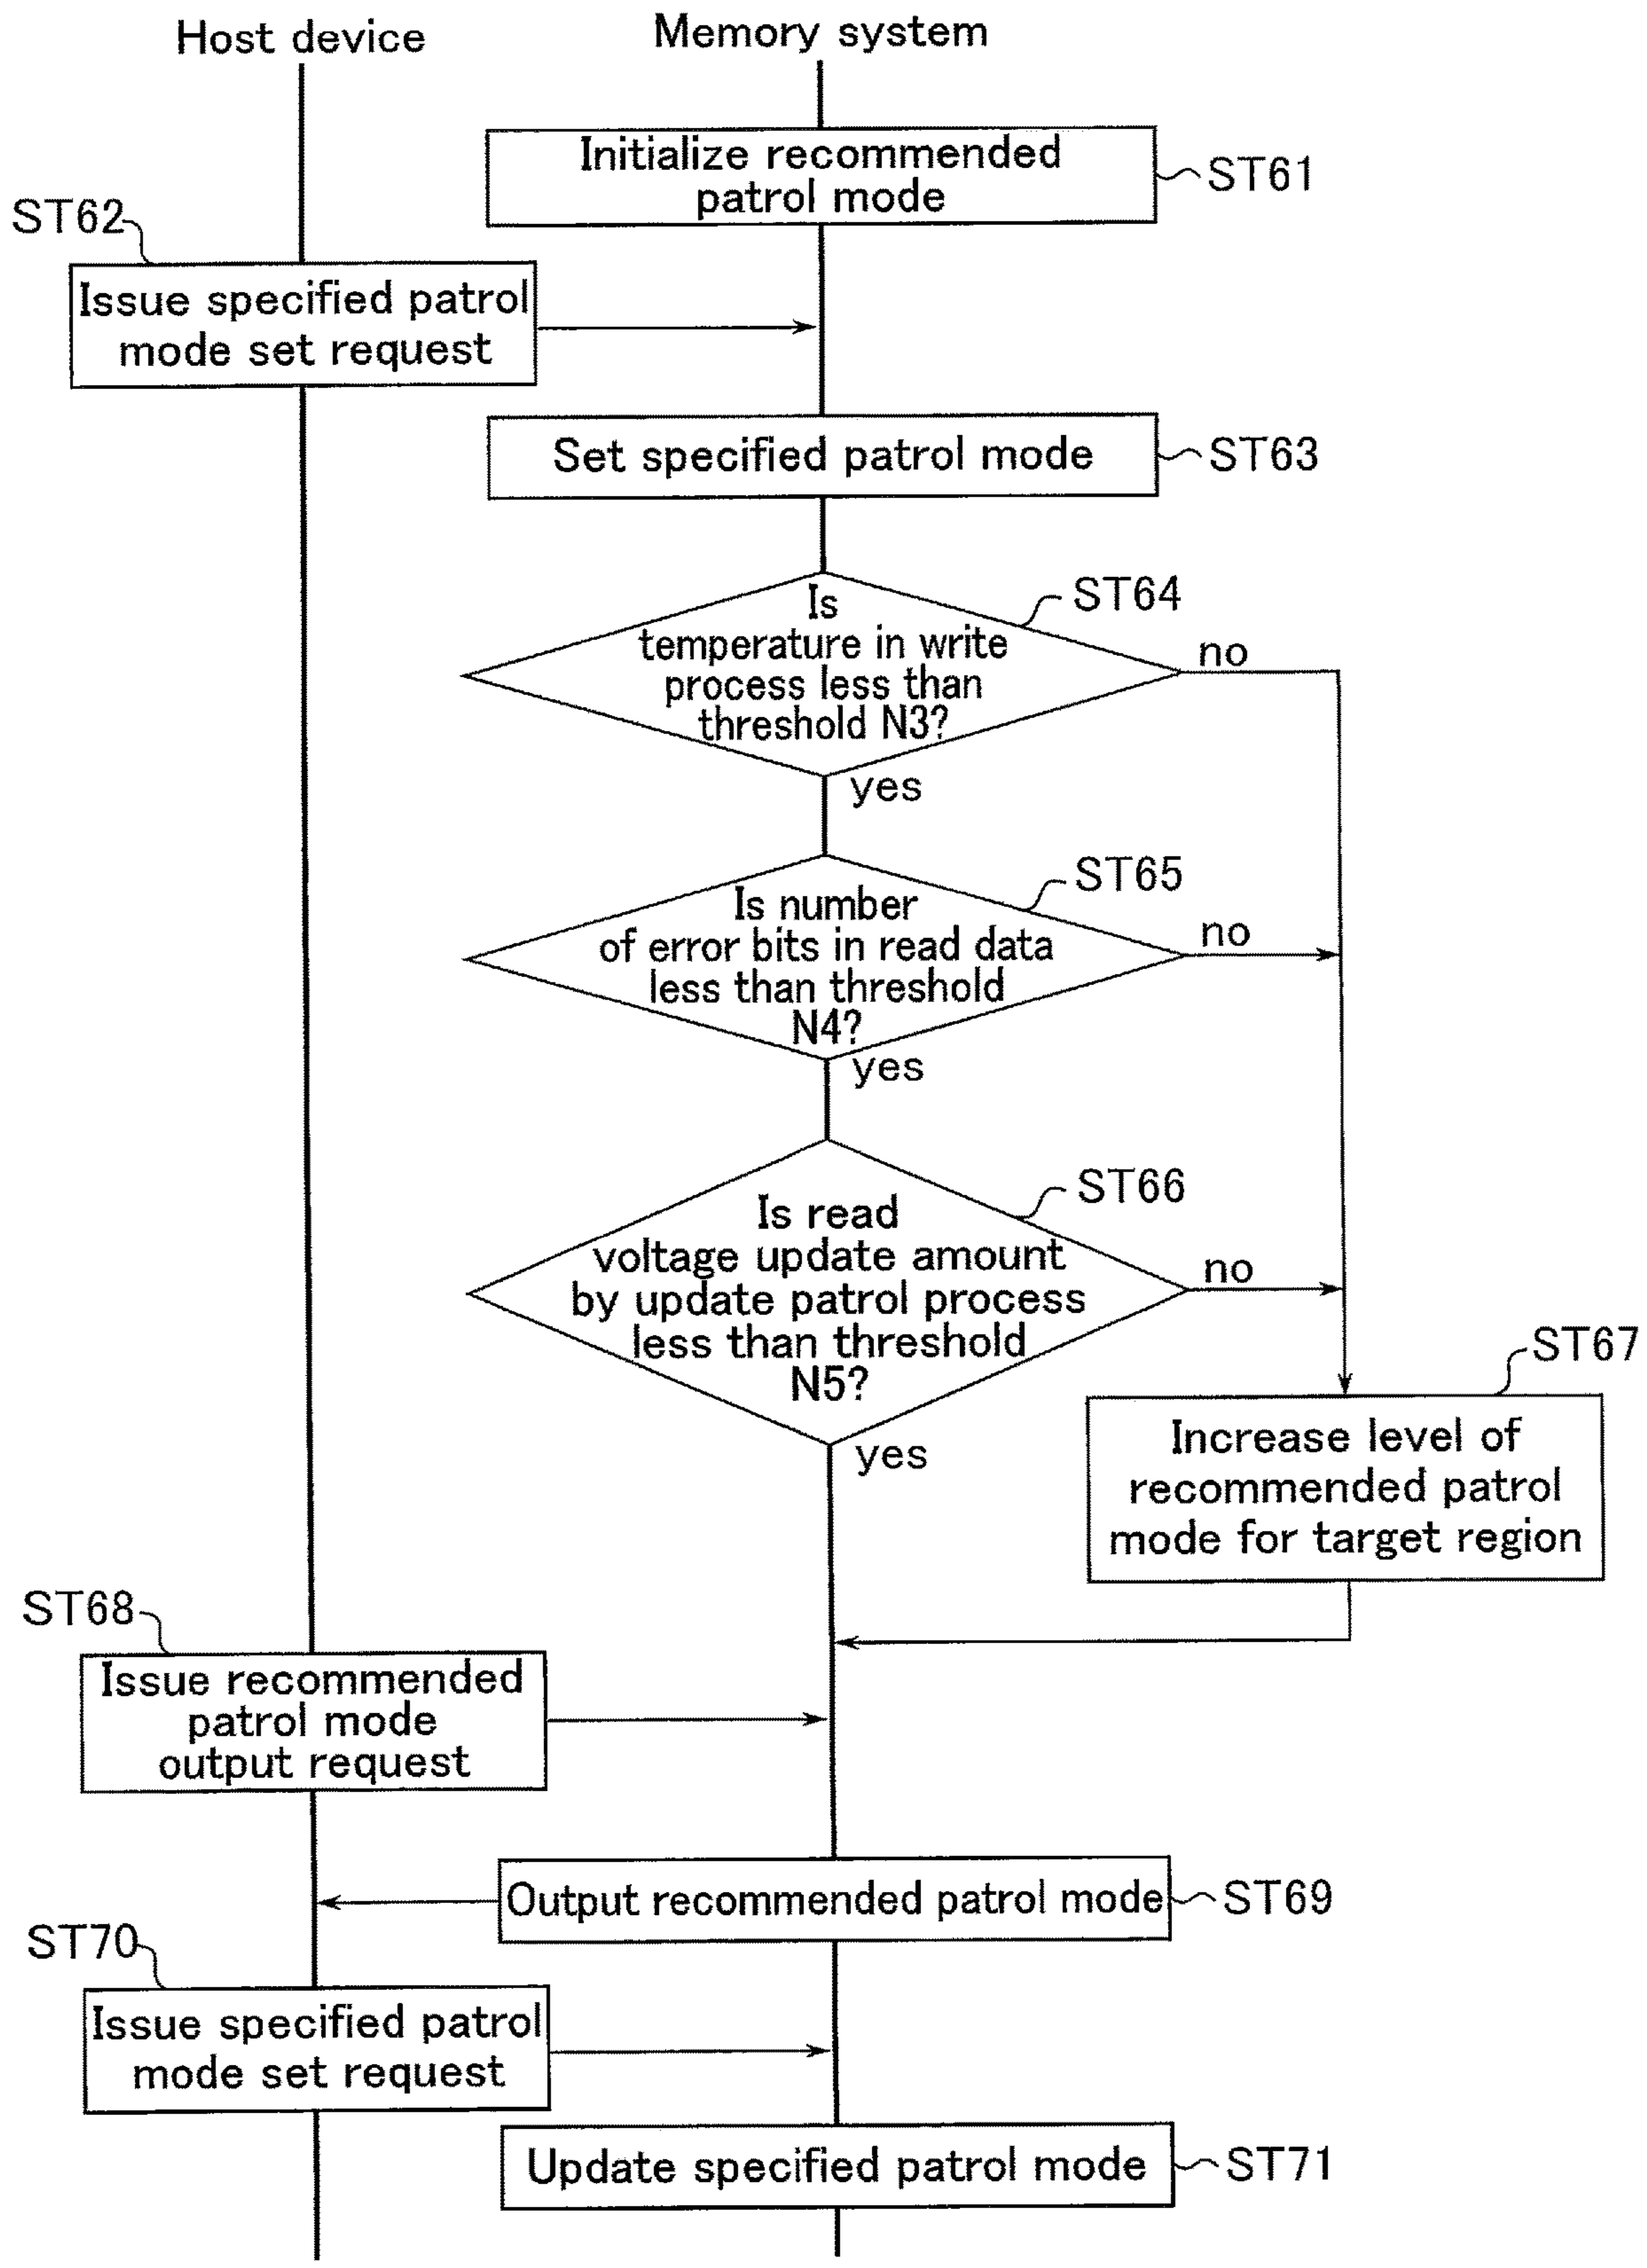 Host device
Memory system
Initialize recommended
patrol mode
ST61
ST62
Issue specified patrol
mode set request
Set specified patrol mode
ST63
Is
temperature in write
process less than
threshold N3?
ST64
no
yes
Is number
of error bits in read data
less than threshold
N4?
ST65
no
yes
Is read
voltage update amount
by update patrol process
less than threshold
N5?
ST66
no
yes
ST67
Increase level of
recommended patrol
mode for target region
ST68
Issue recommended
patrol mode
output request
Output recommended patrol mode
ST69
ST70
Issue specified patrol
mode set request
Update specified patrol mode
ST71